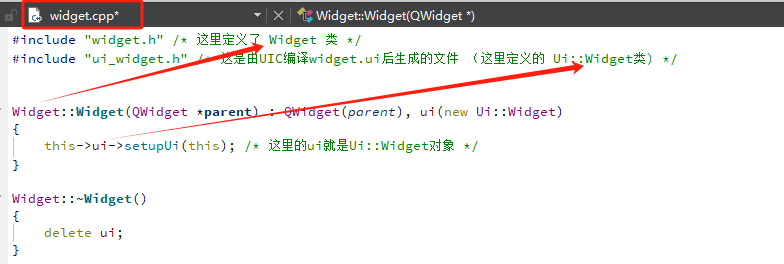 widget.cpp* Widget::Widget(QWidget *)
#include "widget.h" /* 这里定义了 Widget 类 */
#include "ui_widget.h" /* 这是由UIC编译widget.ui后生成的文件 （这里定义的 Ui::Widget类) */
Widget::Widget(QWidget *parent) : QWidget(parent), ui(new Ui::Widget)
{
this->ui->setupUi(this); /* 这里的ui就是Ui::Widget对象 */
}
Widget::~Widget()
{
delete ui;
}